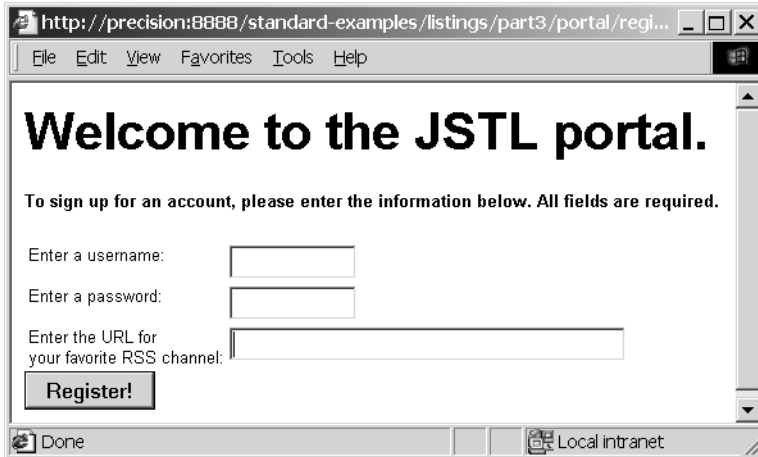 http://precision:8888/standard-examples/listings/part3/portal/regi...
File Edit View Favorites Tools Help
Welcome to the JSTL portal.
To sign up for an account, please enter the information below. All fields are required.
Enter a username:
Enter a password:
Enter the URL for
your favorite RSS channel:
Register!
Done
Local intranet